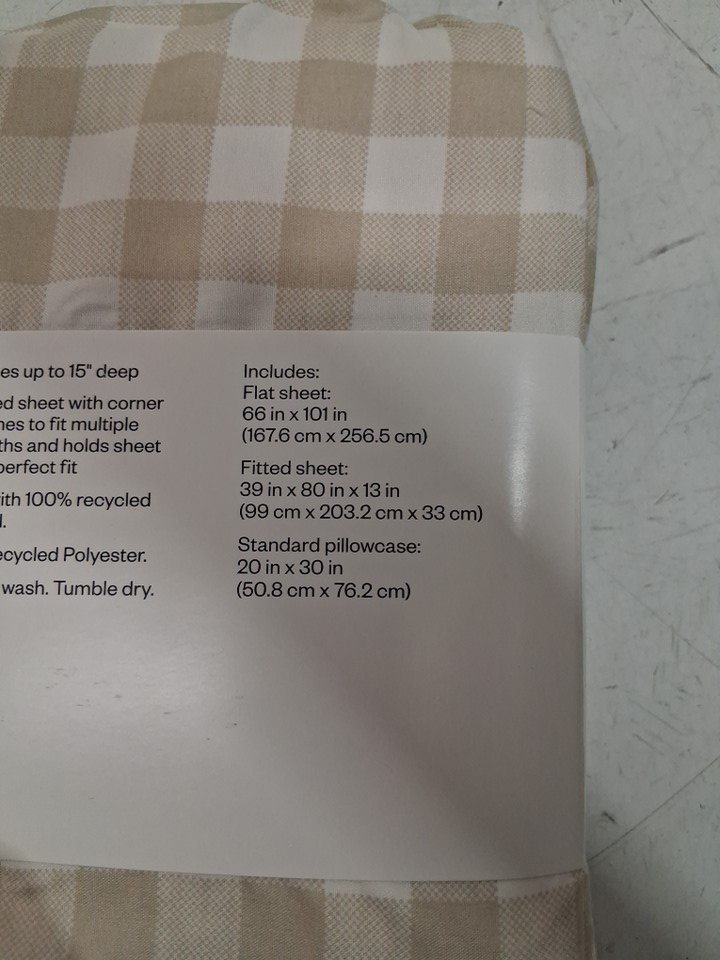 es up to 15" deep
ed sheet with corner
hes to fit multiple
ths and holds sheet
perfect fit
ith 100% recycled
l.
ecycled Polyester.
wash. Tumble dry.
Includes:
Flat sheet:
66 in x 101 in
(167.6 cm x 256.5 cm)
Fitted sheet:
39 in x 80 in x 13 in
(99 cm x 203.2 cm x 33 cm)
Standard pillowcase:
20 in x 30 in
(50.8 cm x 76.2 cm)